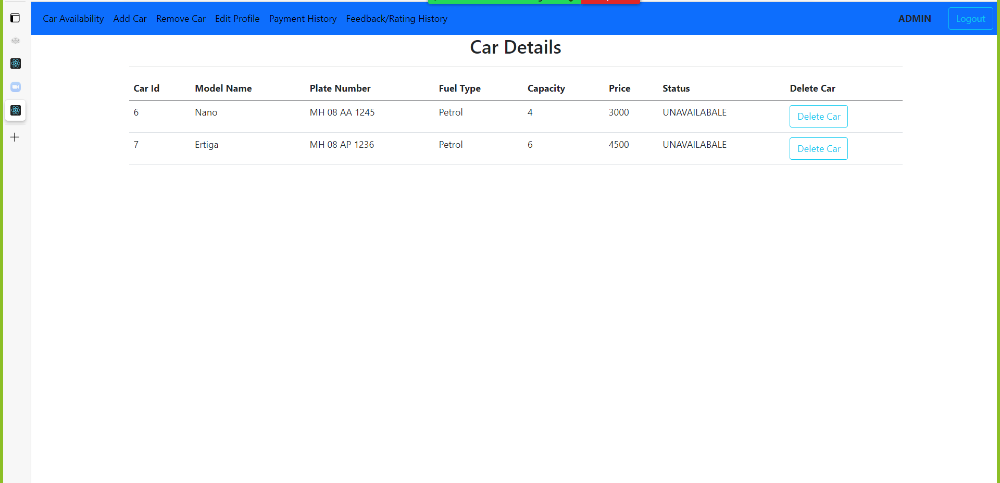 Car Availability Add Car Remove Car Edit Profile Payment History Feedback/Rating History ADMIN Logout
Car Details
Car Id Model Name Plate Number Fuel Type Capacity Price Status Delete Car
6 Nano MH 08 AA 1245 Petrol 4 3000 UNAVAILABALE Delete Car
7 Ertiga MH 08 AP 1236 Petrol 6 4500 UNAVAILABALE Delete Car